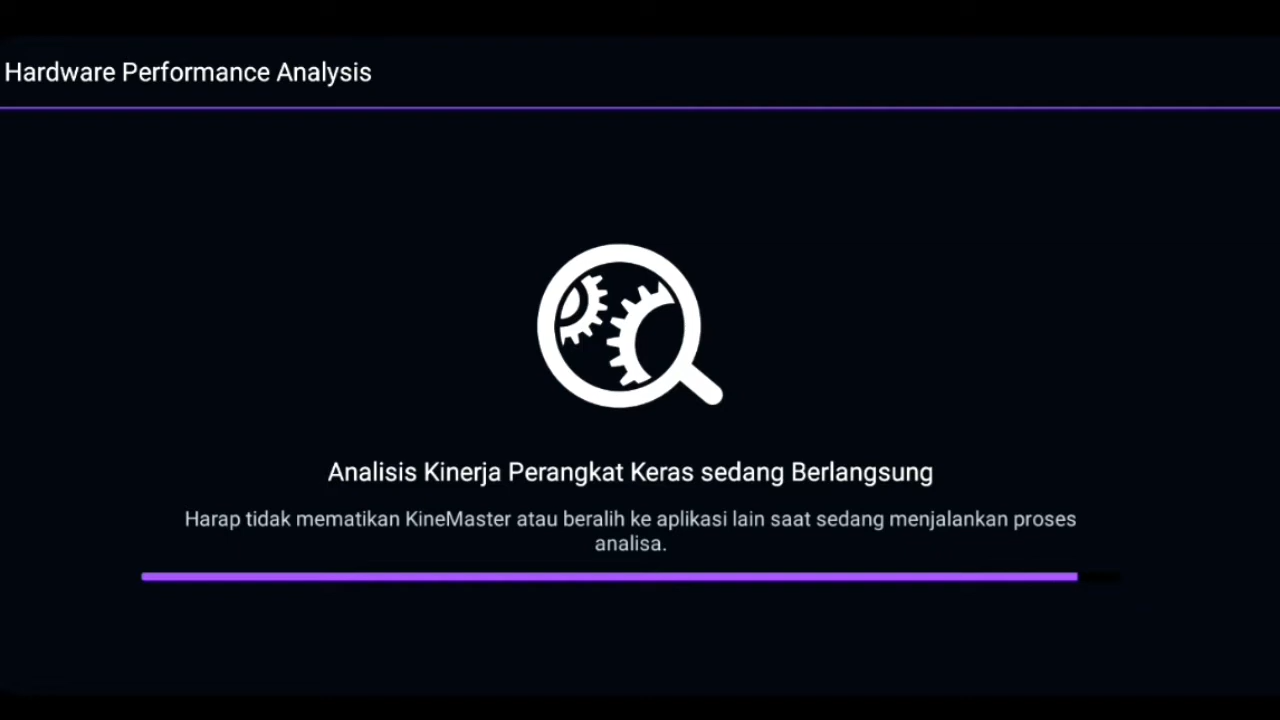 Hardware Performance Analysis
Analisis Kinerja Perangkat Keras sedang Berlangsung
Harap tidak mematikan KineMaster atau beralih ke aplikasi lain saat sedang menjalankan proses
analisa.